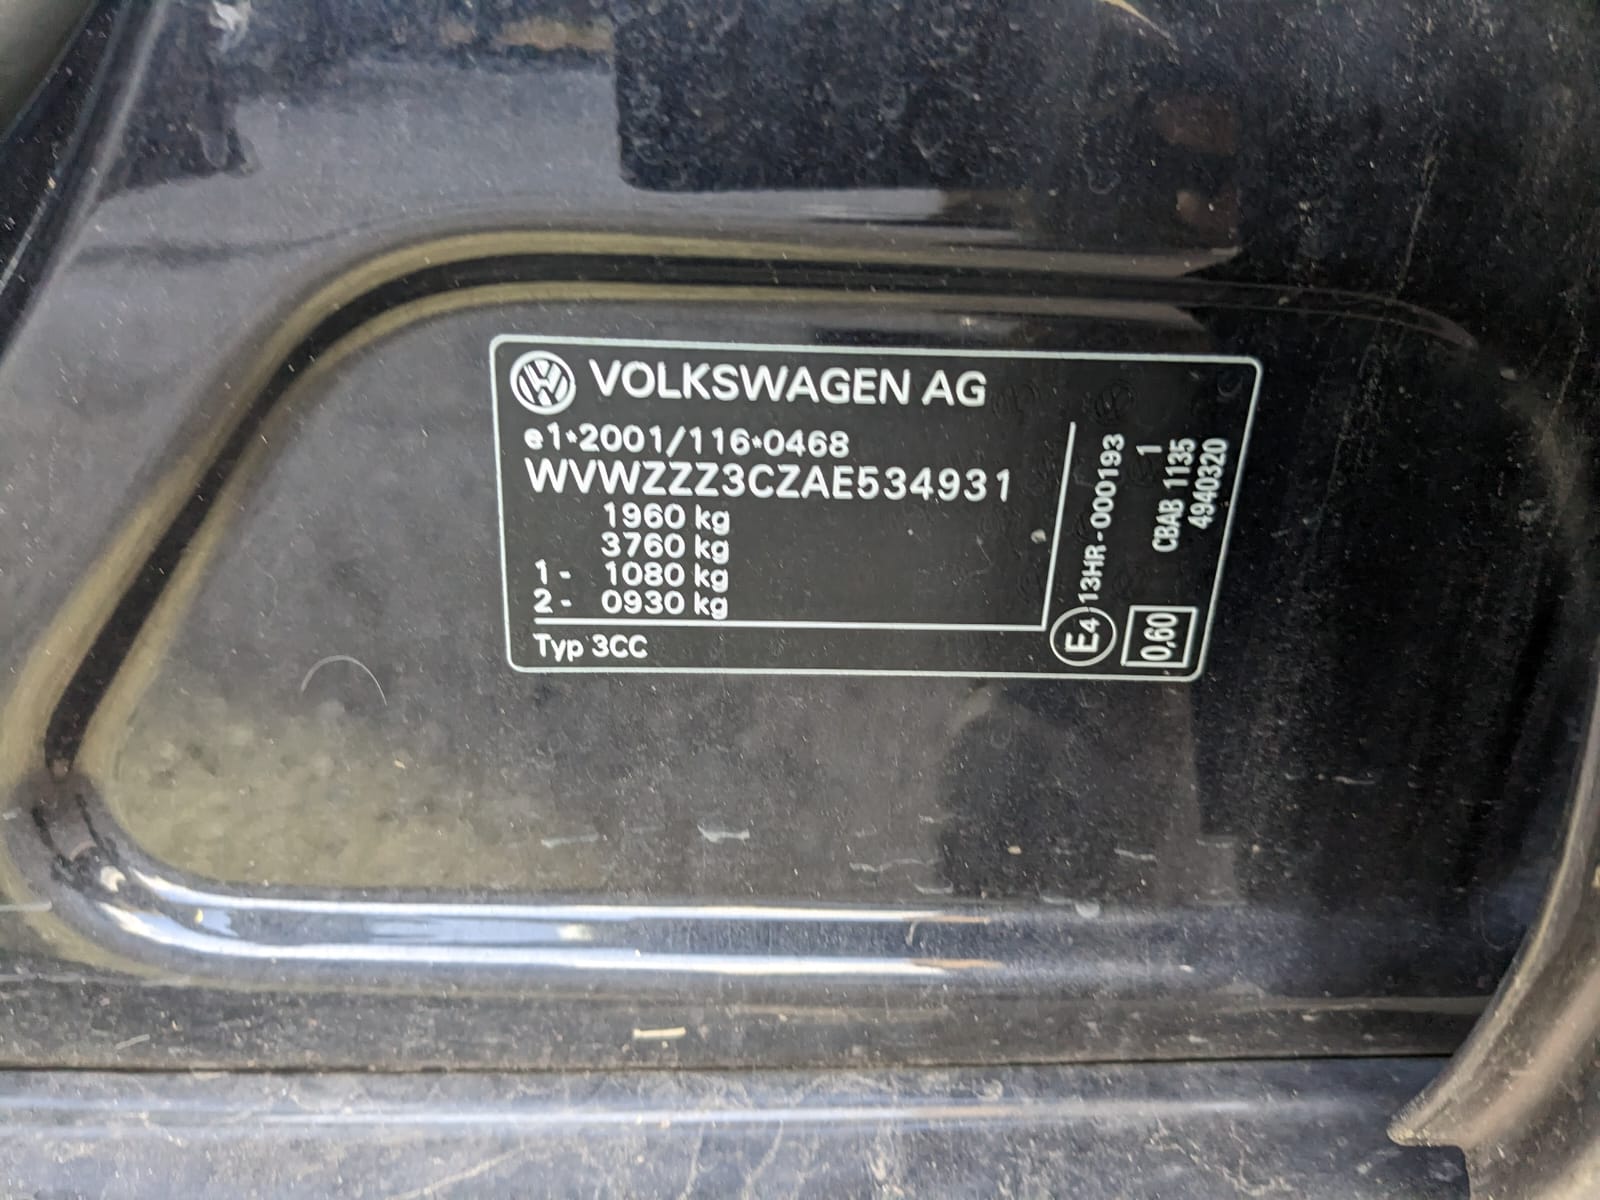 VOLKSWAGEN AG
e1*2001/116*0468
WVWZZZ3CZAE534931
1960 kg
3760 kg
1- 1080 kg
2- 0930 kg
Typ 3CC
E4 13HR-000193
1
CBAB 1135
4940320
0,60